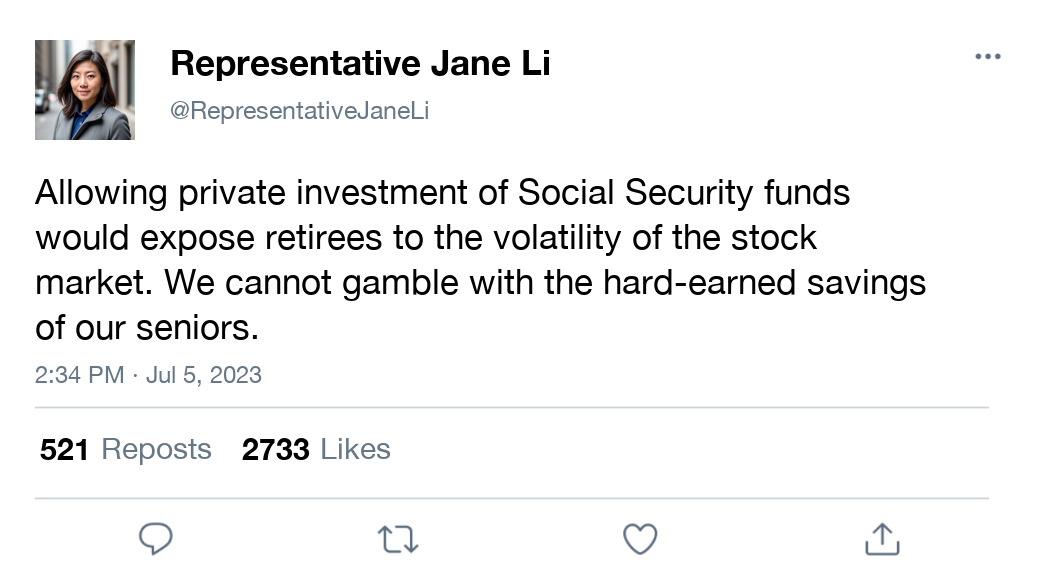 Representative Jane Li
@RepresentativeJaneLi
Allowing private investment of Social Security funds
would expose retirees to the volatility of the stock
market. We cannot gamble with the hard-earned savings
of our seniors.
2:34 PM · Jul 5, 2023
521 Reposts 2733 Likes